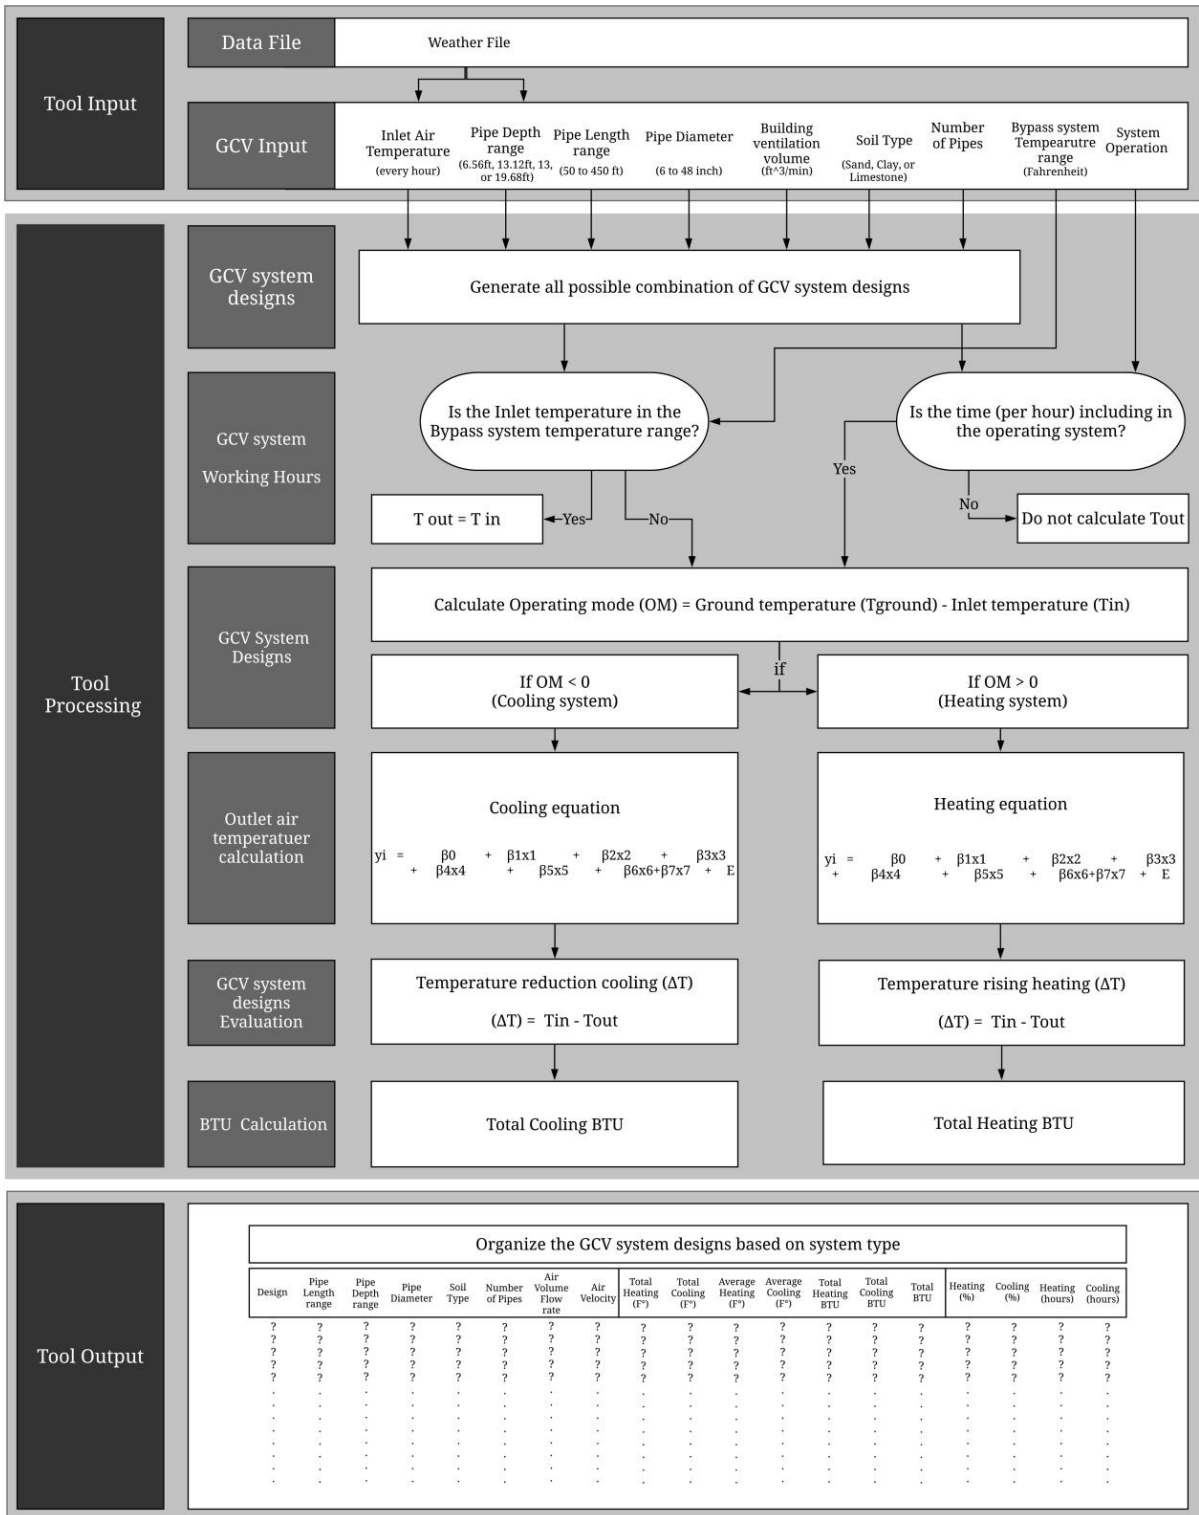 Tool Input
Data File
Weather File
GCV Input
Inlet Air
Temperature
(every hour)
Pipe Depth
range
(6.56ft, 13.12ft, 13,
or 19.68ft)
Pipe Length
range
(50 to 450 ft)
Pipe Diameter
(6 to 48 inch)
Building
ventilation
volume
(ft^3/min)
Soil Type
(Sand, Clay, or
Limestone)
Number
of Pipes
Bypass system
Tempearutre
range
(Fahrenheit)
System
Operation
Tool
Processing
GCV system
designs
Generate all possible combination of GCV system designs
GCV system
Working Hours
Is the Inlet temperature in the
Bypass system temperature range?
Is the time (per hour) including in
the operating system?
Yes
No
T out = T in
Yes
No
Do not calculate Tout
GCV System
Designs
Calculate Operating mode (OM) = Ground temperature (Tground) - Inlet temperature (Tin)
if
If OM < 0
(Cooling system)
If OM > 0
(Heating system)
Outlet air
temperatuer
calculation
Cooling equation
yi = β0 + β1x1 + β2x2 + β3x3
+ β4x4 + β5x5 + β6x6+β7x7 + E
Heating equation
yi = β0 + β1x1 + β2x2 + β3x3
+ β4x4 + β5x5 + β6x6+β7x7 + E
GCV system
designs
Evaluation
Temperature reduction cooling (ΔT)
(ΔT) = Tin - Tout
Temperature rising heating (ΔT)
(ΔT) = Tin - Tout
BTU Calculation
Total Cooling BTU
Total Heating BTU
Tool Output
Organize the GCV system designs based on system type
Design
Pipe
Length
range
Pipe
Depth
range
Pipe
Diameter
Soil
Type
Number
of Pipes
Air
Volume
Flow
rate
Air
Velocity
Total
Heating
(F°)
Total
Cooling
(F°)
Average
Heating
(F°)
Average
Cooling
(F°)
Total
Heating
BTU
Total
Cooling
BTU
Total
BTU
Heating
(%)
Cooling
(%)
Heating
(hours)
Cooling
(hours)
? ? ? ? ? ? ? ? ? ? ? ? ? ? ? ? ? ? ?
? ? ? ? ? ? ? ? ? ? ? ? ? ? ? ? ? ? ?
? ? ? ? ? ? ? ? ? ? ? ? ? ? ? ? ? ? ?
? ? ? ? ? ? ? ? ? ? ? ? ? ? ? ? ? ? ?
? ? ? ? ? ? ? ? ? ? ? ? ? ? ? ? ? ? ?
. . . . . . . . . . . . . . . . . . .
. . . . . . . . . . . . . . . . . . .
. . . . . . . . . . . . . . . . . . .
. . . . . . . . . . . . . . . . . . .
. . . . . . . . . . . . . . . . . . .
. . . . . . . . . . . . . . . . . . .
. . . . . . . . . . . . . . . . . . .
. . . . . . . . . . . . . . . . . . .